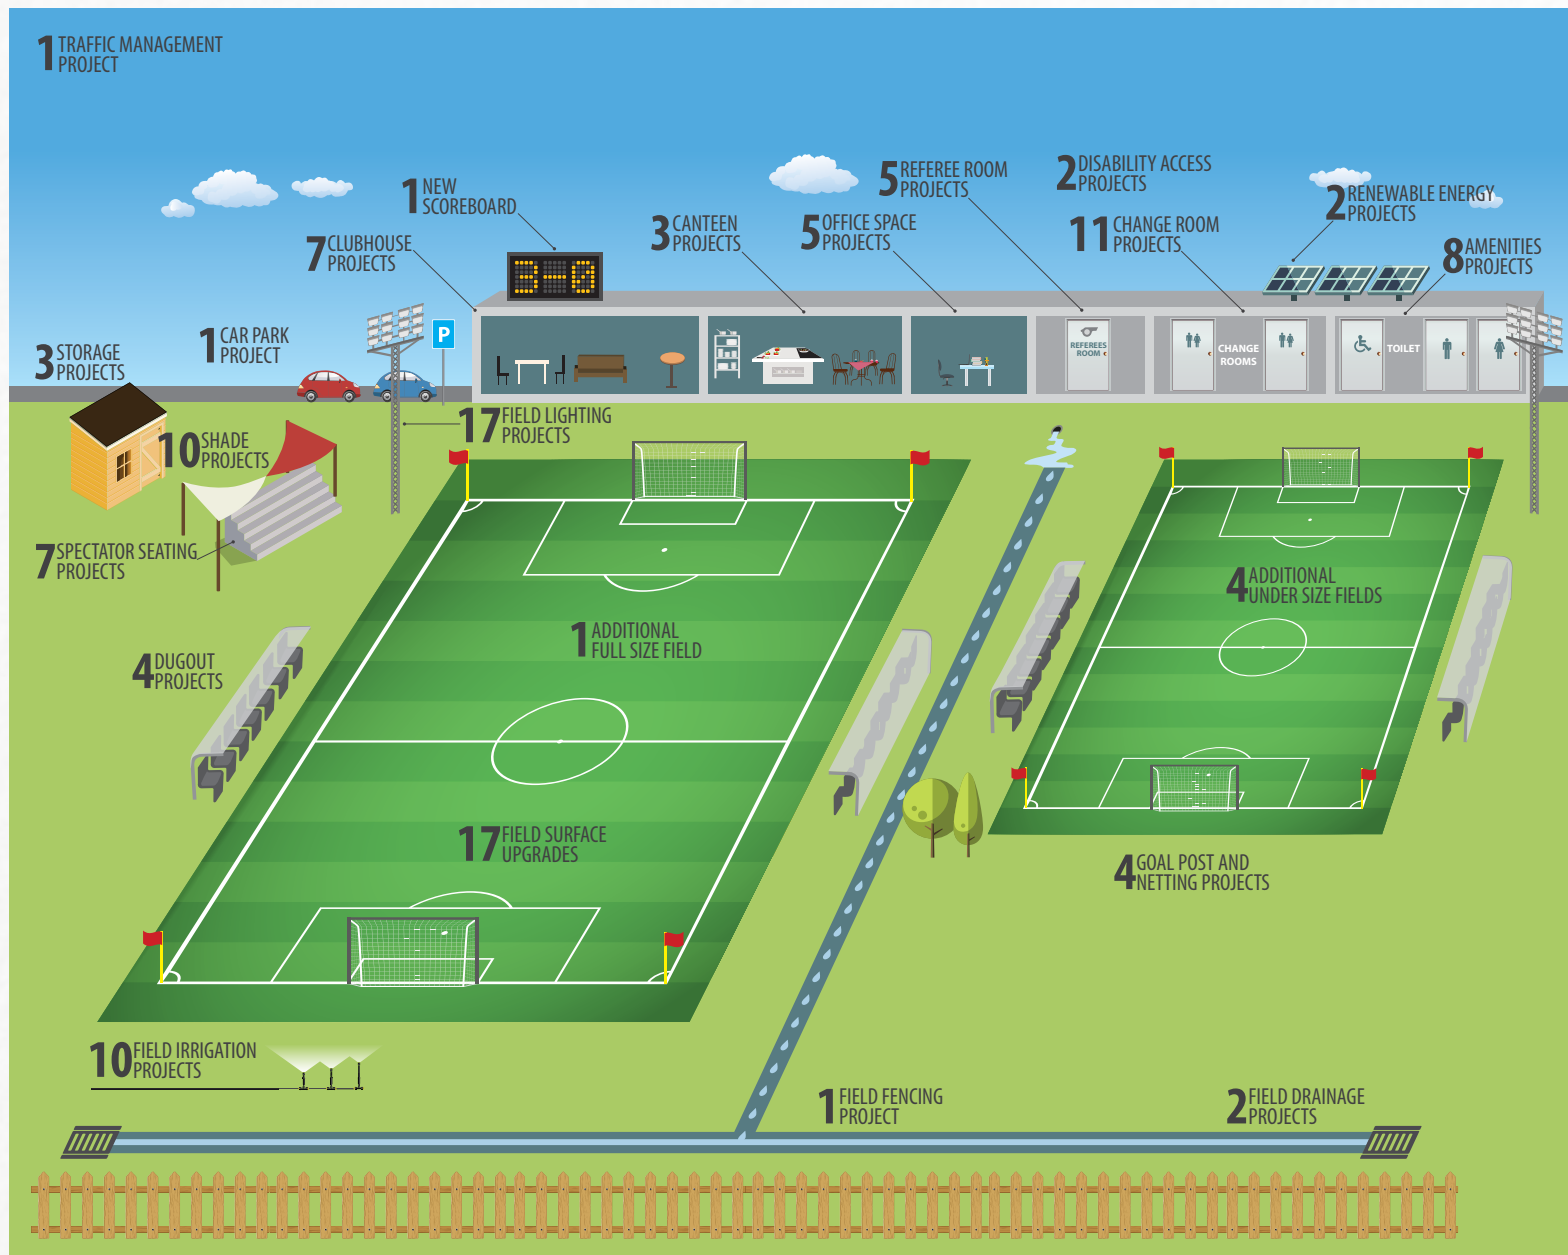 1 TRAFFIC MANAGEMENT
PROJECT
1 NEW
SCOREBOARD
7 CLUBHOUSE
PROJECTS
3 CANTEEN
PROJECTS
5 OFFICE SPACE
PROJECTS
5 REFEREE ROOM
PROJECTS
2 DISABILITY ACCESS
PROJECTS
11 CHANGE ROOM
PROJECTS
2 RENEWABLE ENERGY
PROJECTS
8 AMENITIES
PROJECTS
3-0
P
REFEREES
ROOM
CHANGE
ROOMS
TOILET
3 STORAGE
PROJECTS
1 CAR PARK
PROJECT
17 FIELD LIGHTING
PROJECTS
10 SHADE
PROJECTS
7 SPECTATOR SEATING
PROJECTS
4 DUGOUT
PROJECTS
1 ADDITIONAL
FULL SIZE FIELD
4 ADDITIONAL
UNDER SIZE FIELDS
17 FIELD SURFACE
UPGRADES
4 GOAL POST AND
NETTING PROJECTS
10 FIELD IRRIGATION
PROJECTS
1 FIELD FENCING
PROJECT
2 FIELD DRAINAGE
PROJECTS